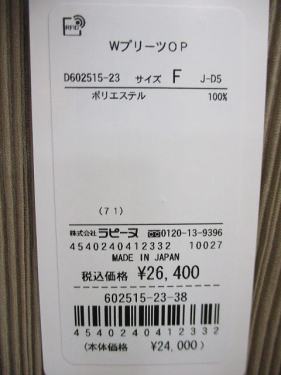 RFID
WプリーツOP
D602515-23 サイズ F J-D5
ポリエステル 100%
(71)
株式会社 ラピーヌ 0120-13-9396
4540240412332 10027
MADE IN JAPAN
税込価格 ¥26,400
602515-23-38
4540240412332
(本体価格 ¥24,000)